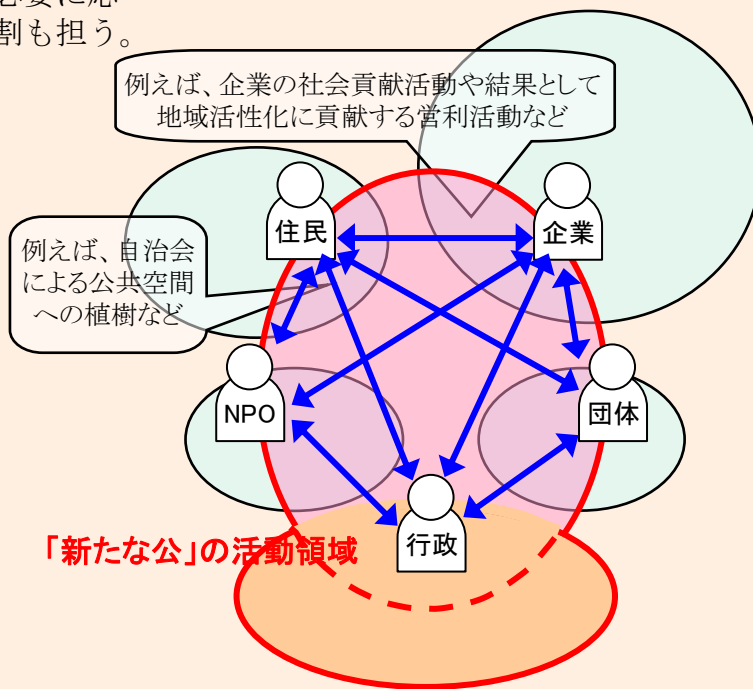 割も担う。
例えば、企業の社会貢献活動や結果として
地域活性化に貢献する営利活動など
住民
企業
例えば、自治会
による公共空間
への植樹など
NPO
団体
行政
「新たな公」の活動領域